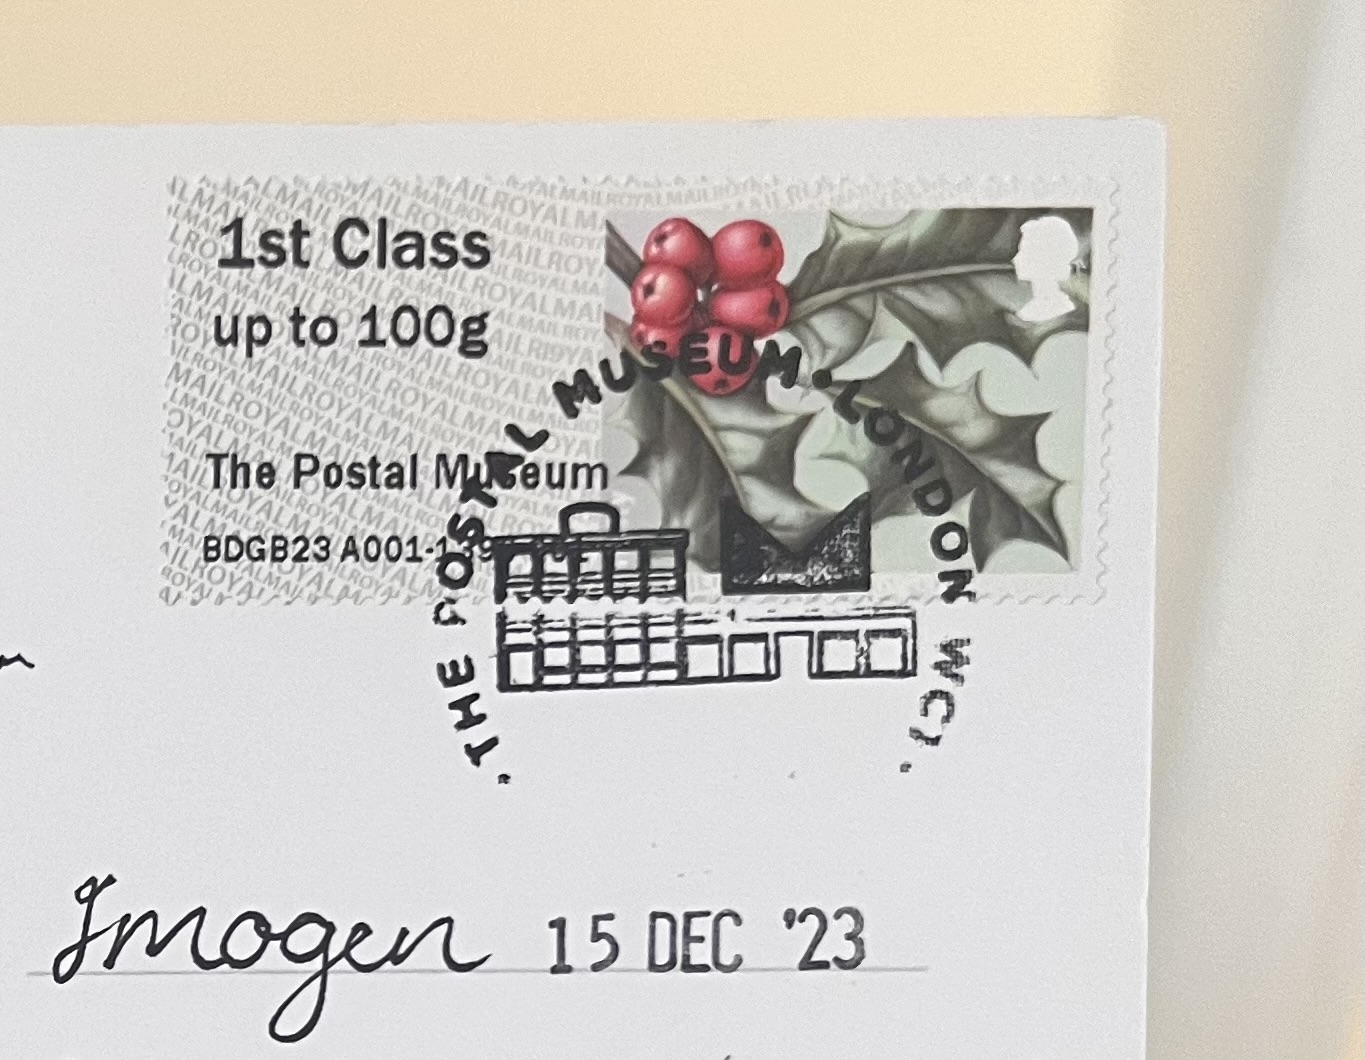 1st Class
up to 100g
The Postal Museum
BDGB23 A001-
THE POSTAL MUSEUM. LONDON WC1.
Imogen 15 DEC '23